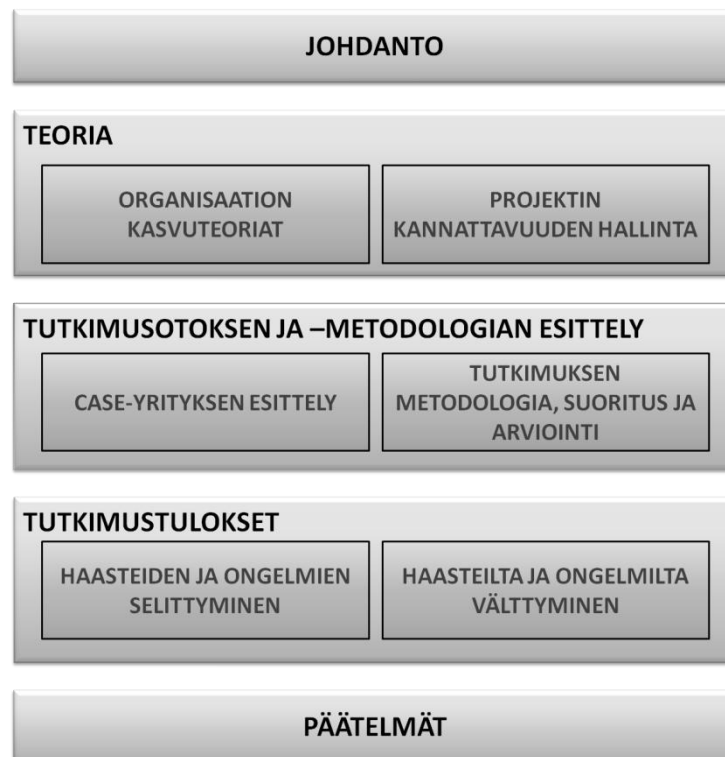 JOHDANTO
TEORIA
ORGANISAATION
KASVUTEORIAT
PROJEKTIN
KANNATTAVUUDEN HALLINTA
TUTKIMUSOTOKSEN JA –METODOLOGIAN ESITTELY
CASE-YRITYKSEN ESITTELY
TUTKIMUKSEN
METODOLOGIA, SUORITUS JA
ARVIOINTI
TUTKIMUSTULOKSET
HAASTEIDEN JA ONGELMIEN
SELITTYMINEN
HAASTEILTA JA ONGELMILTA
VÄLTTYMINEN
PÄÄTELMÄT